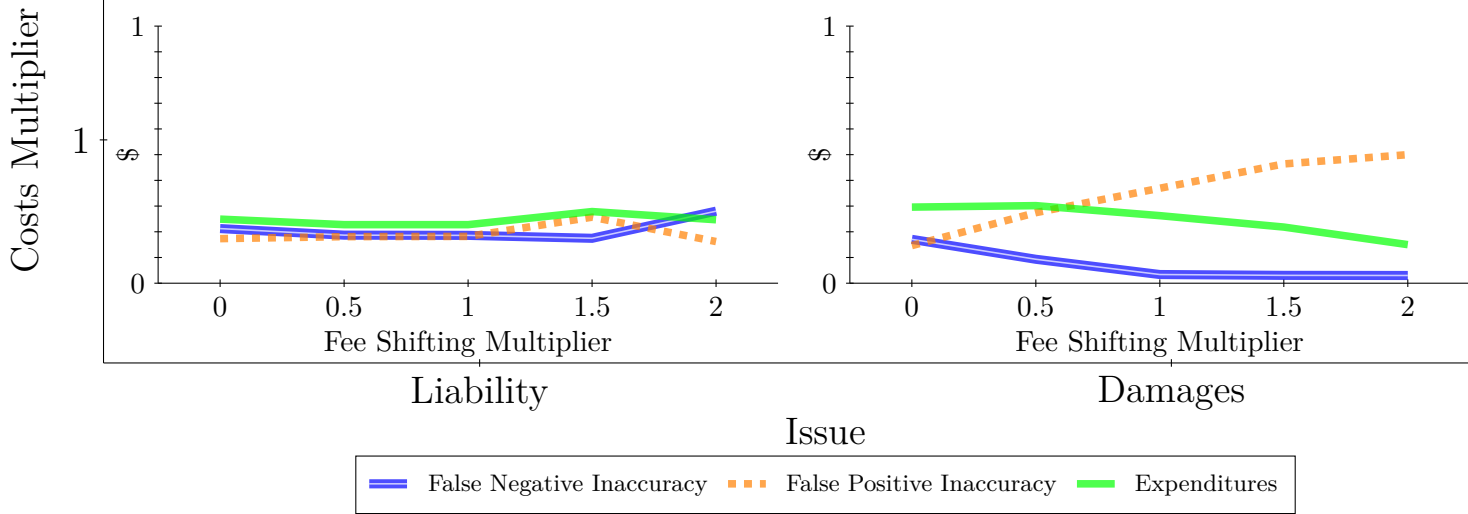 Costs Multiplier
1
1
$
0
0 0.5 1 1.5 2
Fee Shifting Multiplier
Liability
1
$
0
0 0.5 1 1.5 2
Fee Shifting Multiplier
Damages
Issue
False Negative Inaccuracy False Positive Inaccuracy Expenditures